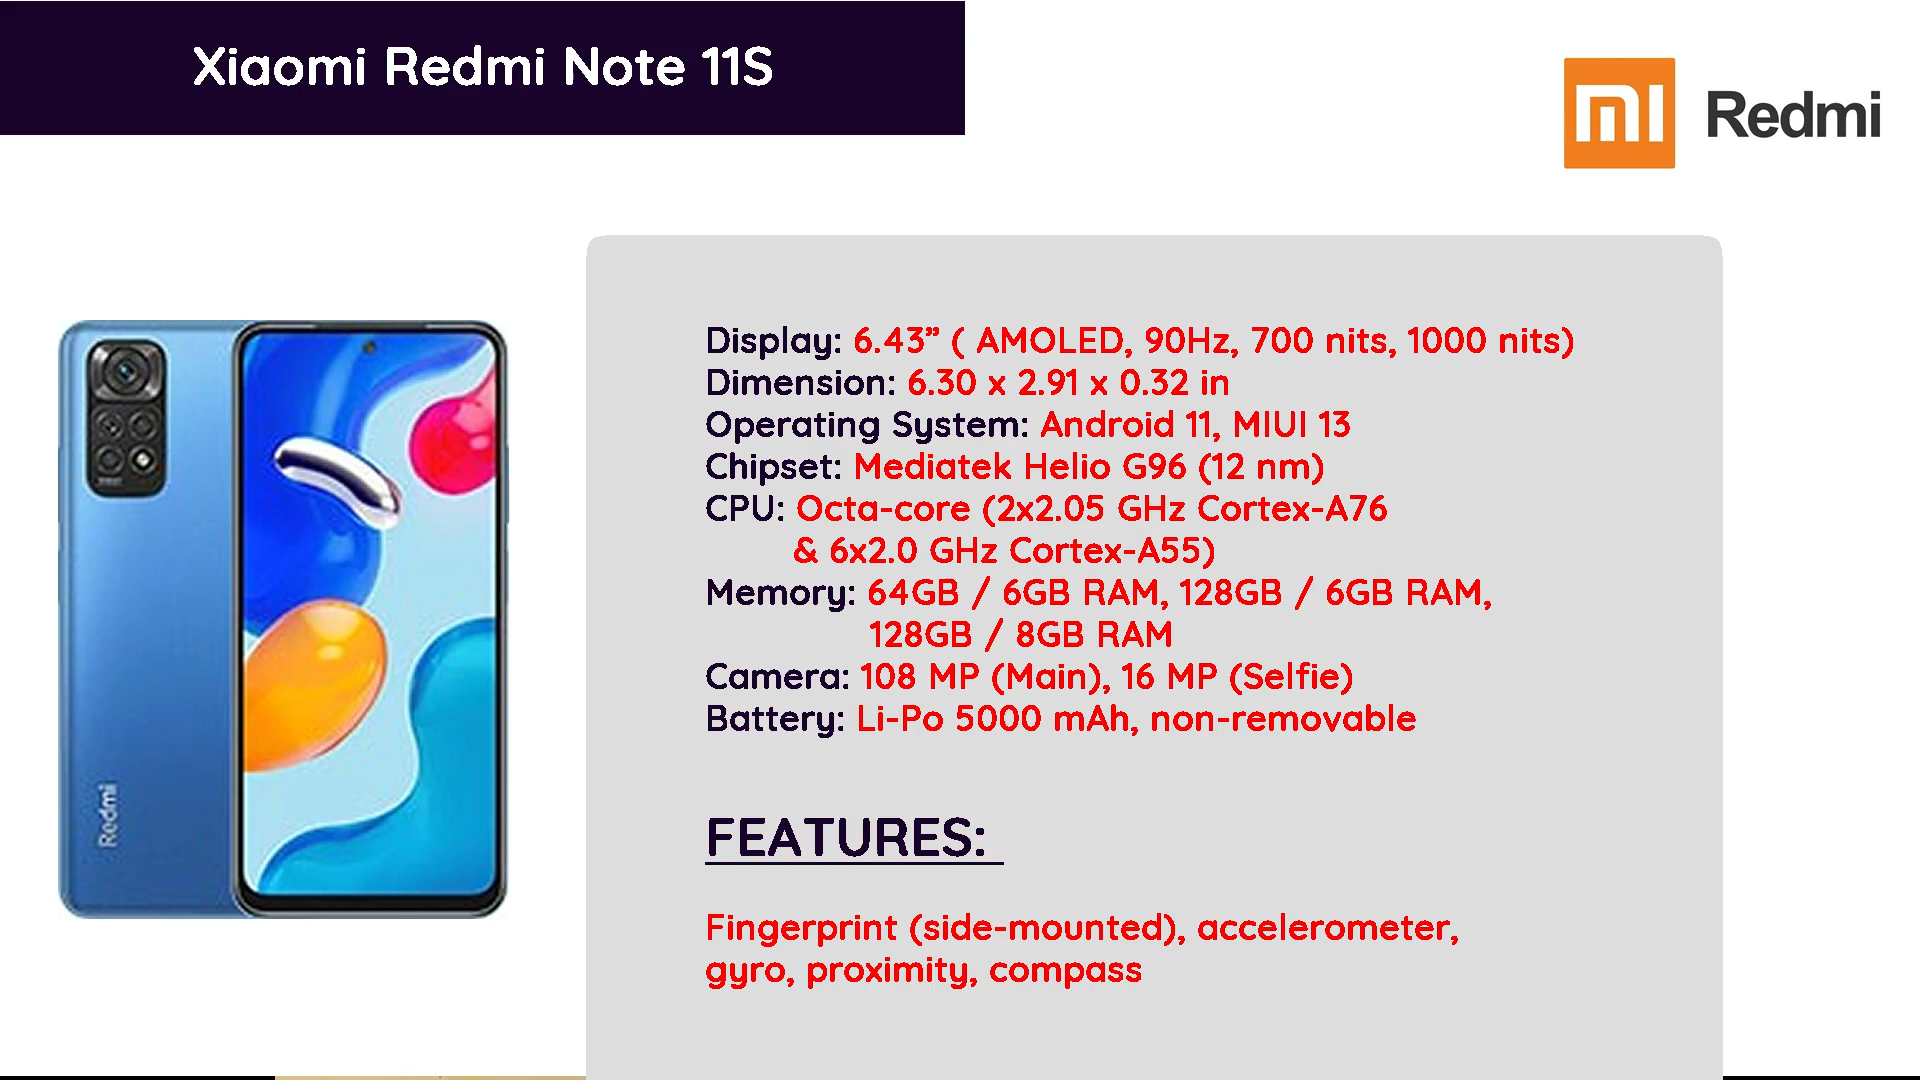 Xiaomi Redmi Note 11S
mi Redmi
Display: 6.43” ( AMOLED, 90Hz, 700 nits, 1000 nits)
Dimension: 6.30 x 2.91 x 0.32 in
Operating System: Android 11, MIUI 13
Chipset: Mediatek Helio G96 (12 nm)
CPU: Octa-core (2x2.05 GHz Cortex-A76
& 6x2.0 GHz Cortex-A55)
Memory: 64GB / 6GB RAM, 128GB / 6GB RAM,
128GB / 8GB RAM
Camera: 108 MP (Main), 16 MP (Selfie)
Battery: Li-Po 5000 mAh, non-removable
Redmi
FEATURES:
Fingerprint (side-mounted), accelerometer,
gyro, proximity, compass